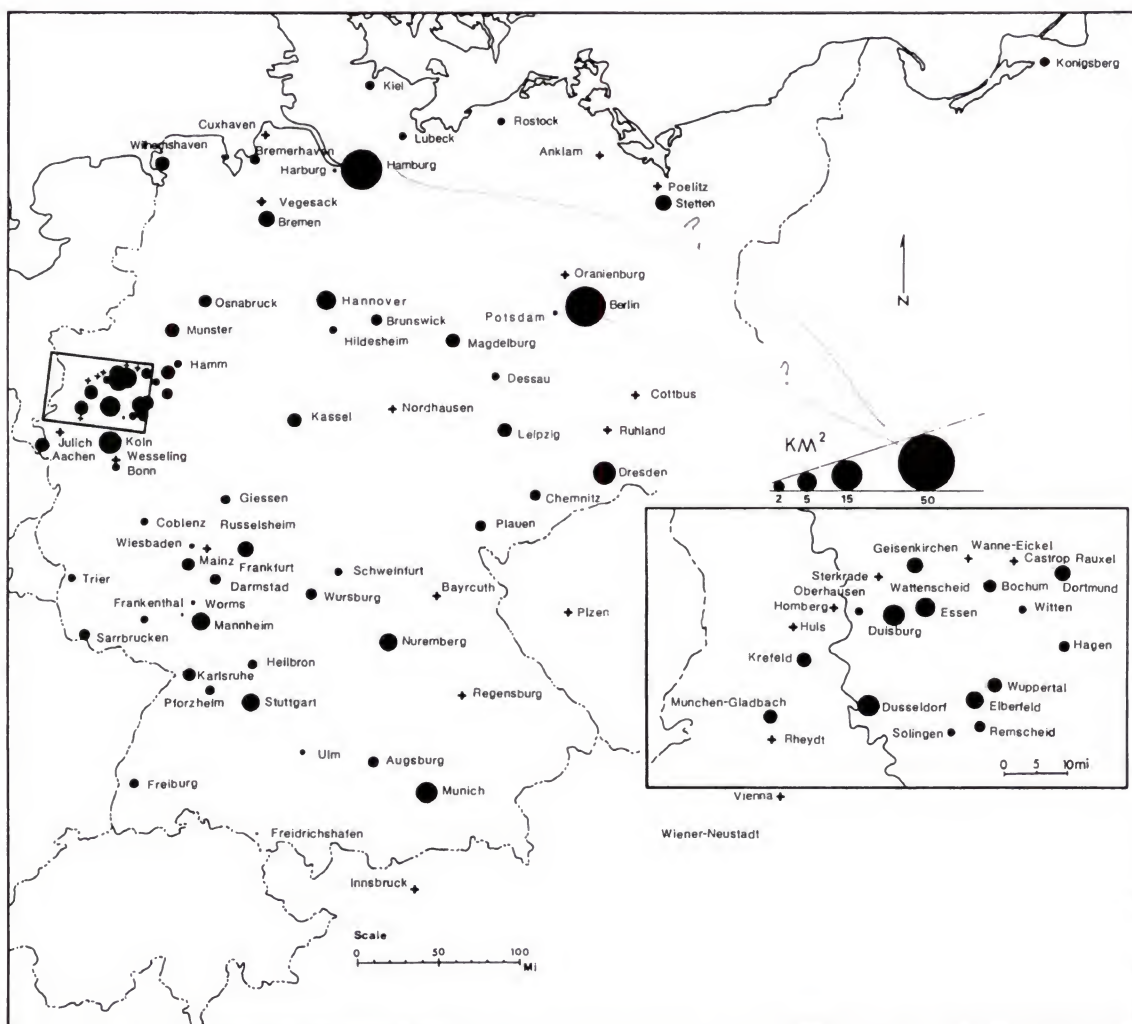 Konigsberg
Kiel
Rostock
Cuxhaven
Lubeck
Wilhemshaven
Bremerhaven
Anklam
Harburg
Hamburg
Poelitz
Vegesack
Stetten
Bremen
?
Oranienburg
N
Osnabruck
Hannover
Berlin
Brunswick
Potsdam
Munster
Hildesheim
Magdelburg
Hamm
Dessau
?
Cottbus
Nordhausen
Kassel
Leipzig
Ruhland
Julich
Koln
KM²
Aachen
Wesseling
Bonn
Dresden
2 5 15 50
Chemnitz
Giessen
Coblenz
Russelsheim
Plauen
Wiesbaden
Mainz
Frankfurt
Trier
Darmstad
Schweinfurt
Wursburg
Bayrcuth
Frankenthal
Worms
Plzen
Mannheim
Sarrbrucken
Nuremberg
Heilbron
Karlsruhe
Pforzheim
Stuttgart
Regensburg
Ulm
Augsburg
Freiburg
Munich
Freidrichshafen
Innsbruck
Vienna
Wiener-Neustadt
Scale
0 50 100
Mi
Geisenkirchen
Wanne-Eickel
Castrop Rauxel
Sterkrade
Wattenscheid
Bochum
Dortmund
Oberhausen
Homberg
Essen
Witten
Huls
Duisburg
Hagen
Krefeld
Wuppertal
Munchen-Gladbach
Dusseldorf
Elberfeld
Rheydt
Solingen
Remscheid
0 5 10mi